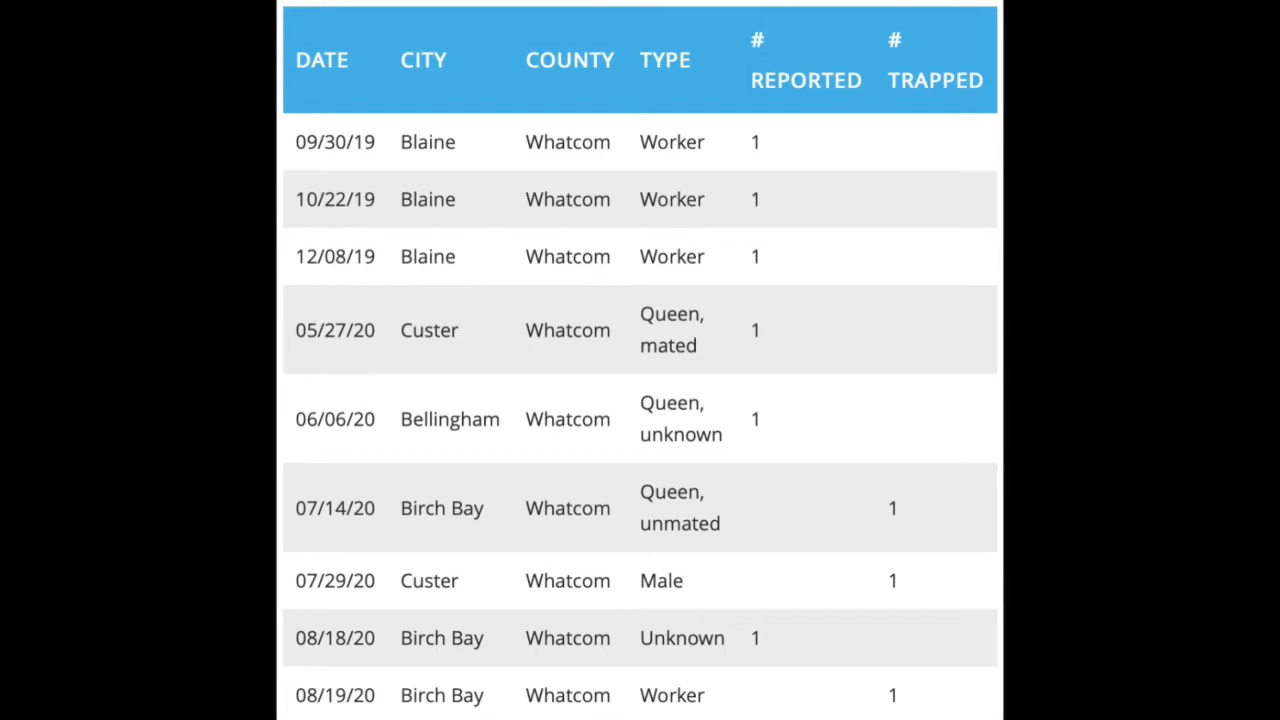 DATE CITY COUNTY TYPE # REPORTED # TRAPPED
09/30/19 Blaine Whatcom Worker 1
10/22/19 Blaine Whatcom Worker 1
12/08/19 Blaine Whatcom Worker 1
05/27/20 Custer Whatcom Queen, mated 1
06/06/20 Bellingham Whatcom Queen, unknown 1
07/14/20 Birch Bay Whatcom Queen, unmated 1
07/29/20 Custer Whatcom Male 1
08/18/20 Birch Bay Whatcom Unknown 1
08/19/20 Birch Bay Whatcom Worker 1